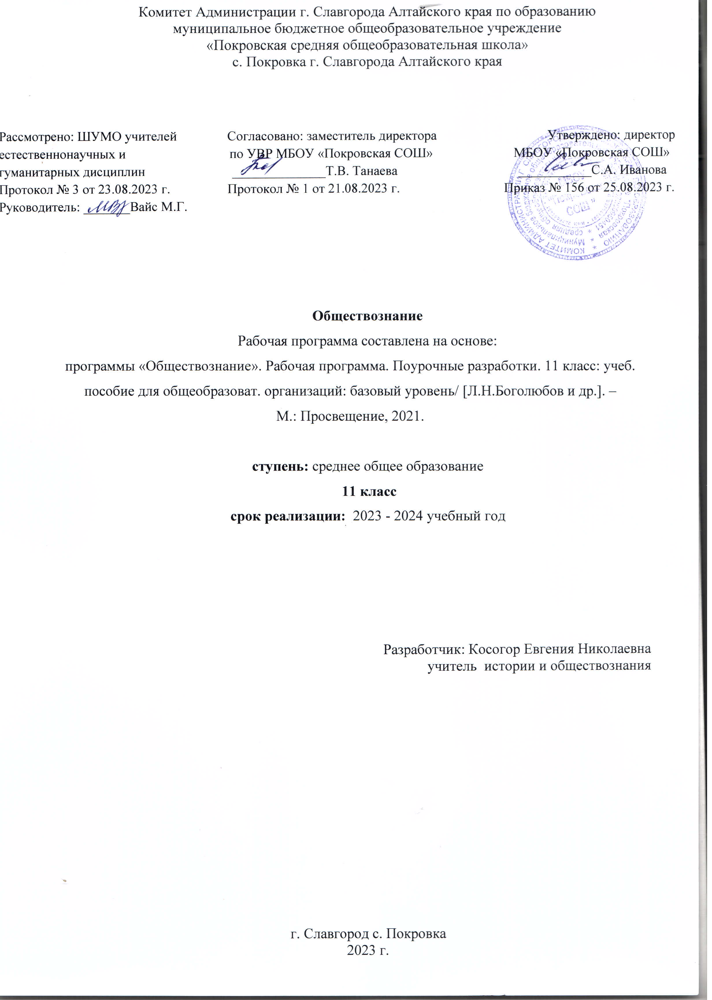 Комитет Администрации г. Славгорода Алтайского края по образованию
муниципальное бюджетное общеобразовательное учреждение
«Покровская средняя общеобразовательная школа»
с. Покровка г. Славгорода Алтайского края
Рассмотрено: ШУМО учителей
естественнонаучных и
гуманитарных дисциплин
Протокол № 3 от 23.08.2023 г.
Руководитель: _______Вайс М.Г.
Согласовано: заместитель директора
по УВР МБОУ «Покровская СОШ»
______________Т.В. Танаева
Протокол № 1 от 21.08.2023 г.
Утверждено: директор
МБОУ «Покровская СОШ»
___________С.А. Иванова
Приказ № 156 от 25.08.2023 г.
СОШ"
Обществознание
Рабочая программа составлена на основе:
программы «Обществознание». Рабочая программа. Поурочные разработки. 11 класс: учеб.
пособие для общеобразоват. организаций: базовый уровень/ [Л.Н.Боголюбов и др.]. –
М.: Просвещение, 2021.
ступень: среднее общее образование
11 класс
срок реализации:  2023 - 2024 учебный год
Разработчик: Косогор Евгения Николаевна
учитель  истории и обществознания
г. Славгород с. Покровка
2023 г.